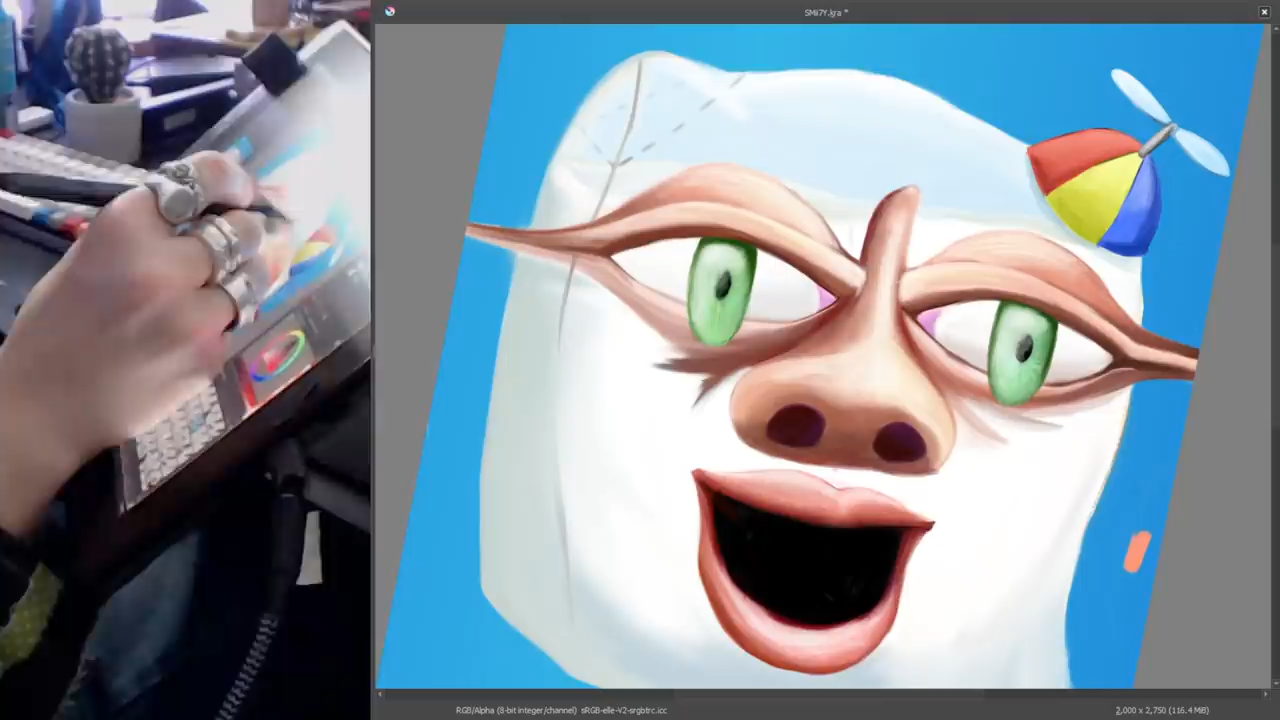 SMii7Y.kra *
RGB/Alpha (8-bit integer/channel)  sRGB-elle-V2-srgbtrc.icc
2,000 x 2,750 (116.4 MiB)